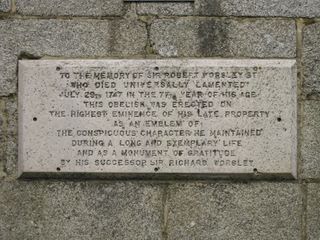 TO THE MEMORY OF SIR ROBERT WORSLEY BT
WHO DIED UNIVERSALLY LAMENTED
JULY 29TH 1747 IN THE 77TH YEAR OF HIS AGE
THIS OBELISK WAS ERECTED ON
THE HIGHEST EMINENCE OF HIS LATE PROPERTY
AS AN EMBLEM OF
THE CONSPICUOUS CHARACTER HE MAINTAINED
DURING A LONG AND EXEMPLARY LIFE
AND AS A MONUMENT OF GRATITUDE
BY HIS SUCCESSOR SIR RICHARD WORSLEY